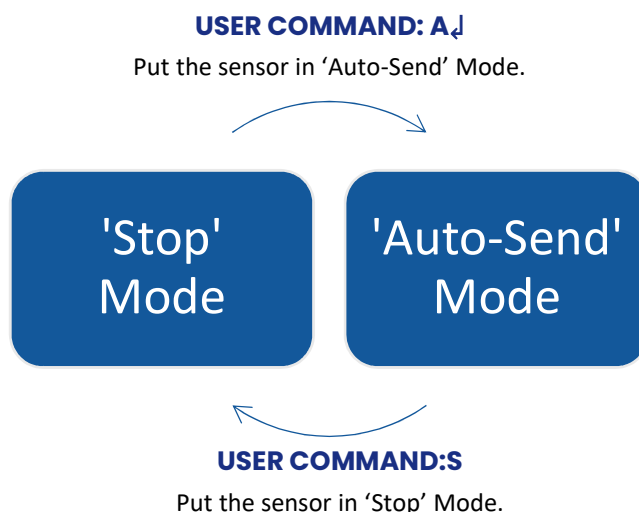 USER COMMAND: A↲
Put the sensor in ‘Auto-Send’ Mode.
'Stop'
Mode
'Auto-Send'
Mode
USER COMMAND:S
Put the sensor in ‘Stop’ Mode.